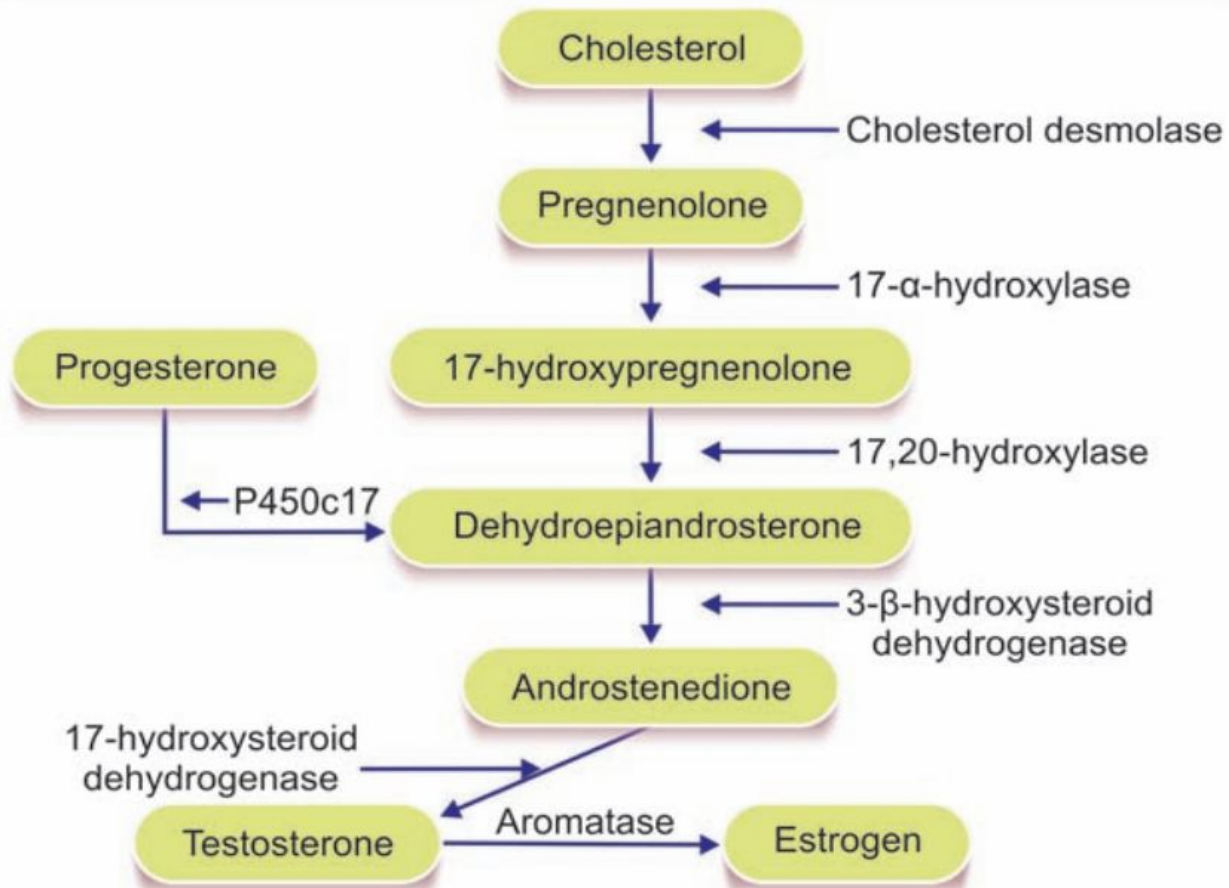 Cholesterol
Cholesterol desmolase
Pregnenolone
17-α-hydroxylase
Progesterone
17-hydroxypregnenolone
17,20-hydroxylase
P450c17
Dehydroepiandrosterone
3-β-hydroxysteroid
dehydrogenase
Androstenedione
17-hydroxysteroid
dehydrogenase
Testosterone
Aromatase
Estrogen